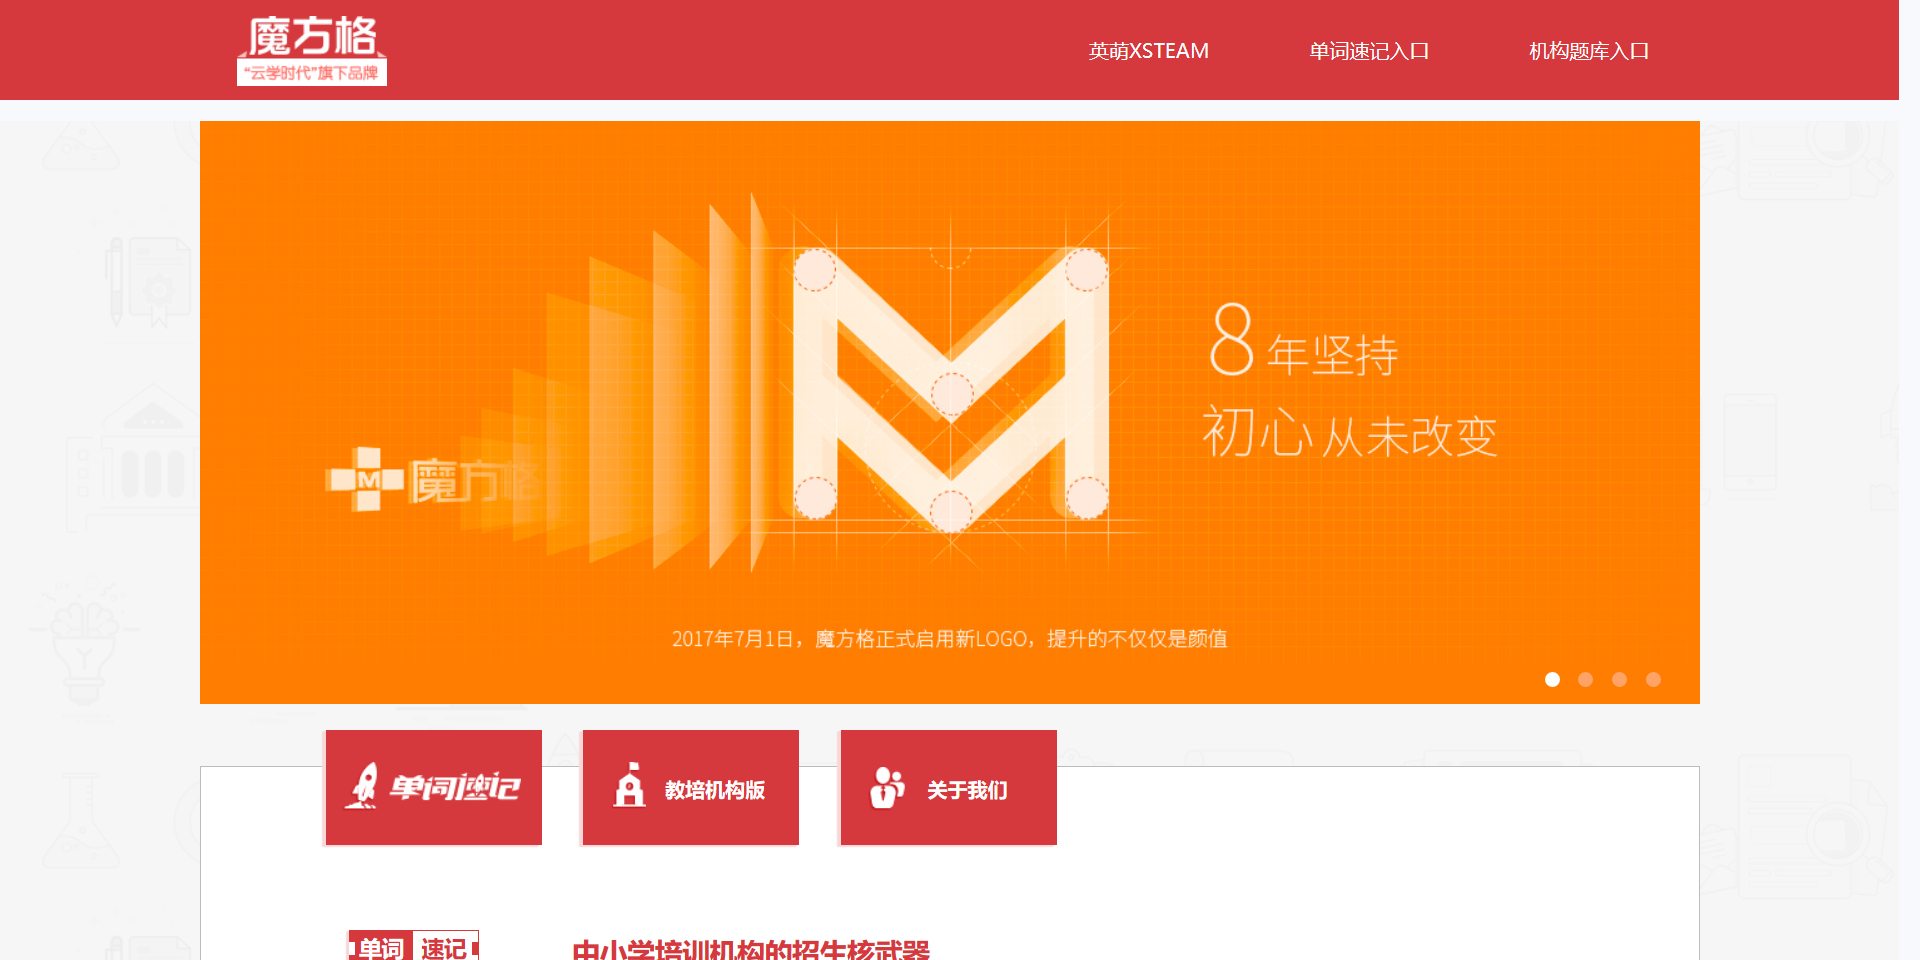 魔方格
“云学时代”旗下品牌
英萌XSTEAM
单词速记入口
机构题库入口
M 魔方格
8年坚持
初心从未改变
2017年7月1日，魔方格正式启用新LOGO，提升的不仅仅是颜值
单词速记
教培机构版
关于我们
单词 速记
中小学培训机构的招生核武器